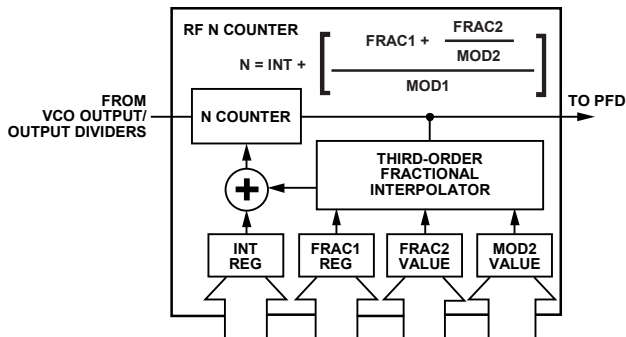 RF N COUNTER
N = INT +
FRAC1 +
FRAC2
MOD2
MOD1
FROM
VCO OUTPUT/
OUTPUT DIVIDERS
N COUNTER
TO PFD
THIRD-ORDER
FRACTIONAL
INTERPOLATOR
+
INT
REG
FRAC1
REG
FRAC2
VALUE
MOD2
VALUE